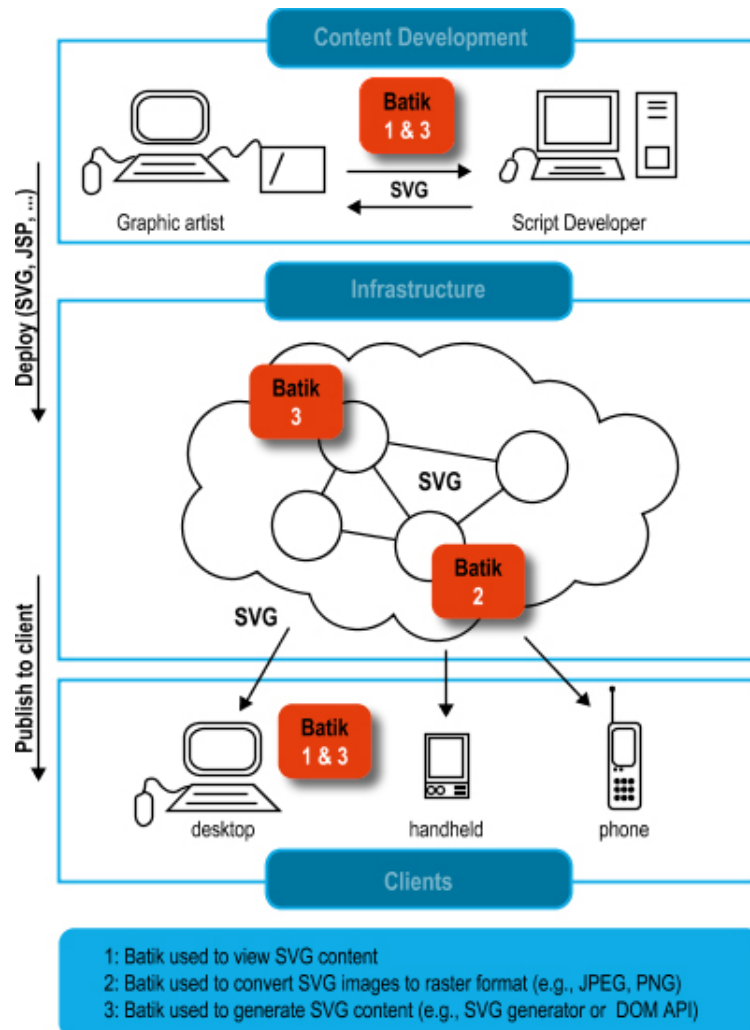 Content Development
Batik
1 & 3
SVG
Graphic artist
Script Developer
Deploy (SVG, JSP, ...)
Infrastructure
Batik
3
SVG
Batik
2
SVG
Publish to client
Batik
1 & 3
desktop
handheld
phone
Clients
1: Batik used to view SVG content
2: Batik used to convert SVG images to raster format (e.g., JPEG, PNG)
3: Batik used to generate SVG content (e.g., SVG generator or DOM API)